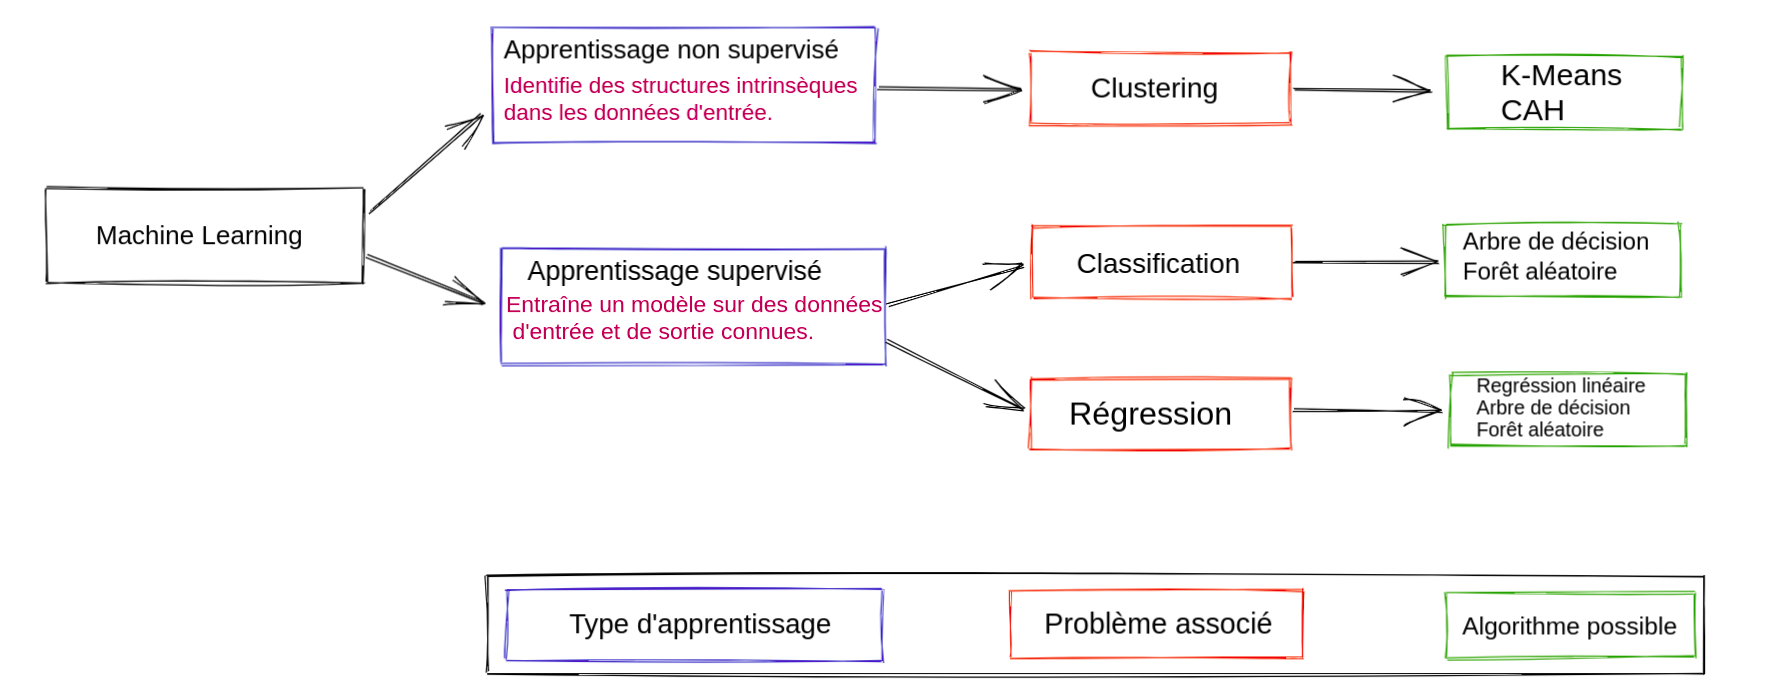 Apprentissage non supervisé
Identifie des structures intrinsèques
dans les données d'entrée.
Clustering
K-Means
CAH
Machine Learning
Apprentissage supervisé
Entraîne un modèle sur des données
d'entrée et de sortie connues.
Classification
Arbre de décision
Forêt aléatoire
Régression
Regréssion linéaire
Arbre de décision
Forêt aléatoire
Type d'apprentissage
Problème associé
Algorithme possible